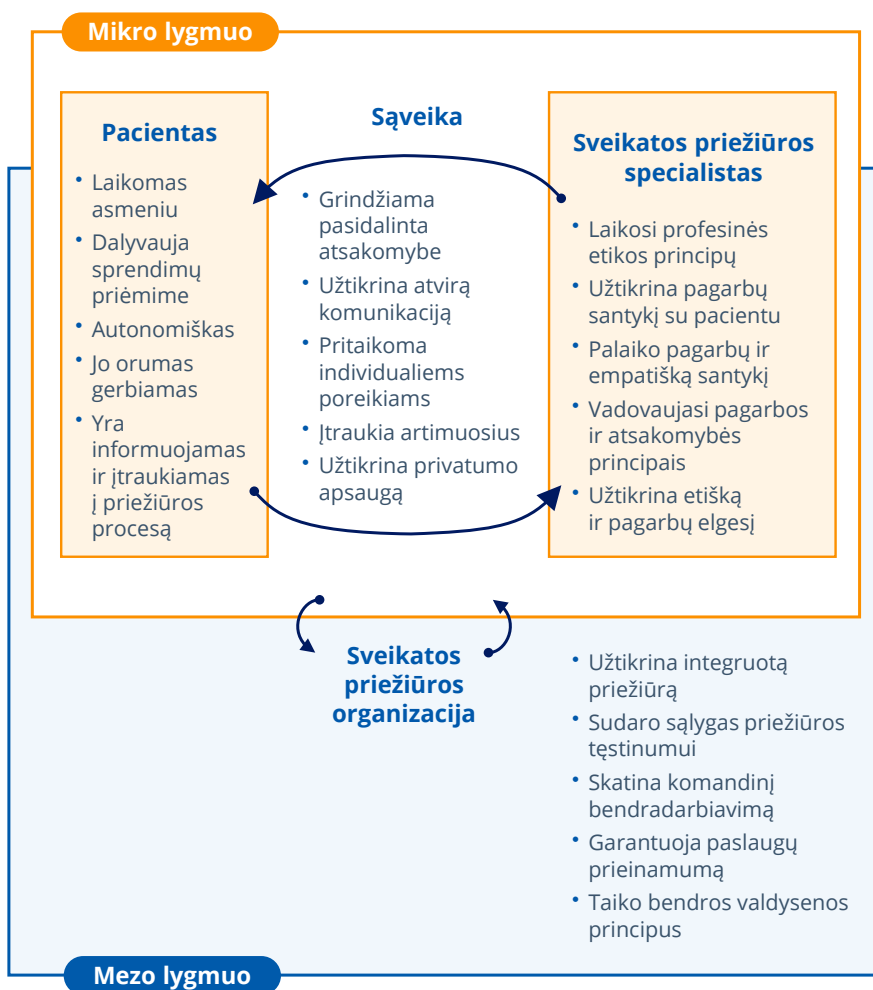 Mikro lygmuo
Pacientas
• Laikomas
asmeniu
• Dalyvauja
sprendimų
priėmime
• Autonomiškas
• Jo orumas
gerbiamas
• Yra
informuojamas
ir įtraukiamas
į priežiūros
procesą
Sąveika
• Grindžiama
pasidalinta
atsakomybe
• Užtikrina atvirą
komunikaciją
• Pritaikoma
individualiems
poreikiams
• Įtraukia artimuosius
• Užtikrina privatumo
apsaugą
Sveikatos priežiūros
specialistas
• Laikosi profesinės
etikos principų
• Užtikrina pagarbų
santykį su pacientu
• Palaiko pagarbų ir
empatišką santykį
• Vadovaujasi pagarbos
ir atsakomybės
principais
• Užtikrina etišką
ir pagarbų elgesį
Sveikatos
priežiūros
organizacija
• Užtikrina integruotą
priežiūrą
• Sudaro sąlygas priežiūros
tęstinumui
• Skatina komandinį
bendradarbiavimą
• Garantuoja paslaugų
prieinamumą
• Taiko bendros valdysenos
principus
Mezo lygmuo